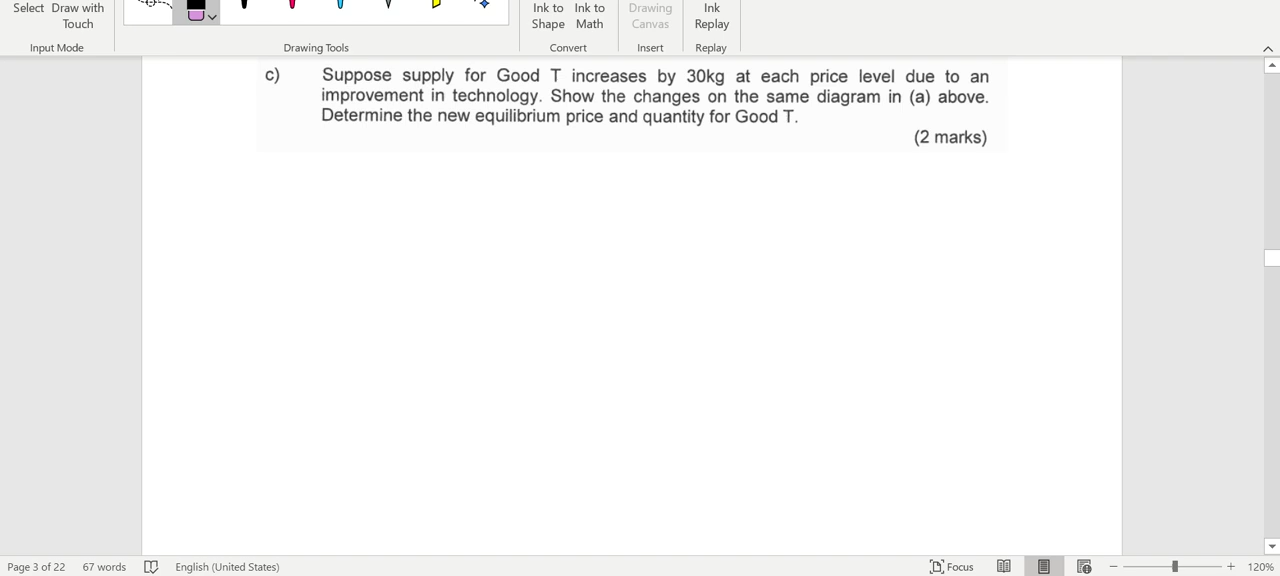 Select Draw with Touch
Ink to Shape Ink to Math
Drawing Canvas
Ink Replay
Input Mode
Drawing Tools
Convert
Insert
Replay
c) Suppose supply for Good T increases by 30kg at each price level due to an
improvement in technology. Show the changes on the same diagram in (a) above.
Determine the new equilibrium price and quantity for Good T.
(2 marks)
Page 3 of 22 67 words English (United States) Focus 120%